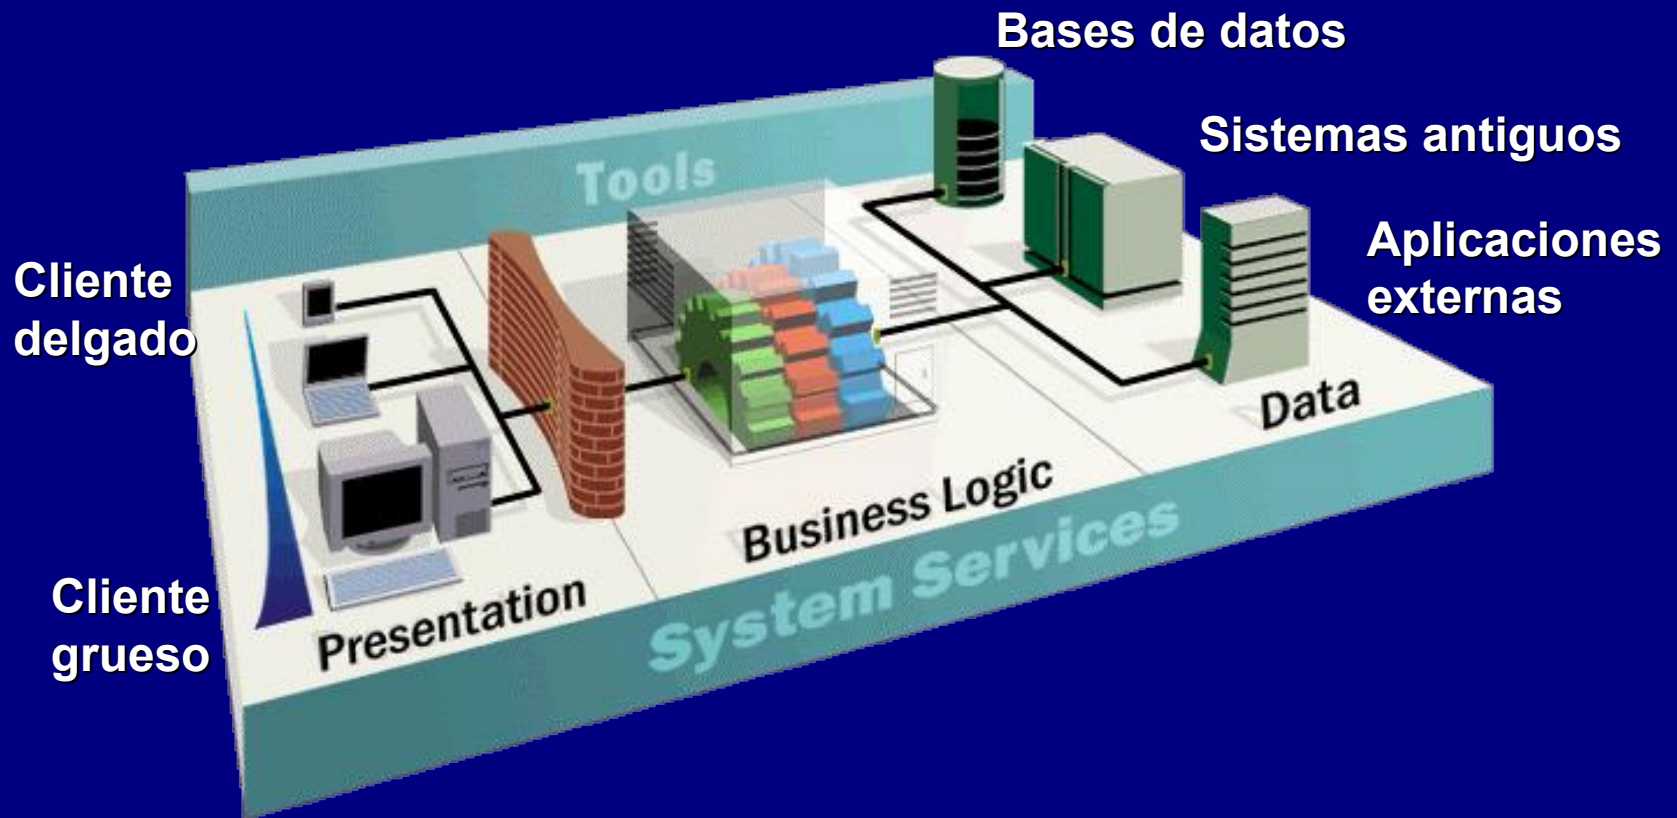 Bases de datos
Sistemas antiguos
Tools
Aplicaciones
externas
Cliente
delgado
Data
Business Logic
System Services
Cliente
grueso
Presentation